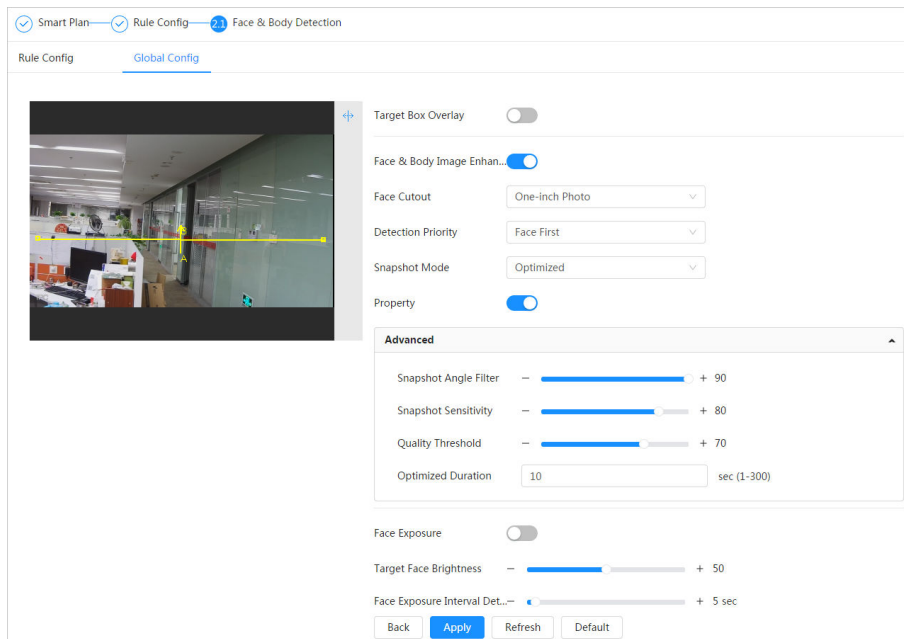 Smart Plan Rule Config 2.1 Face & Body Detection
Rule Config Global Config
Target Box Overlay
Face & Body Image Enhan...
Face Cutout One-inch Photo
Detection Priority Face First
Snapshot Mode Optimized
Property
B
A
Advanced
Snapshot Angle Filter − + 90
Snapshot Sensitivity − + 80
Quality Threshold − + 70
Optimized Duration 10 sec (1-300)
Face Exposure
Target Face Brightness − + 50
Face Exposure Interval Det... − + 5 sec
Back Apply Refresh Default